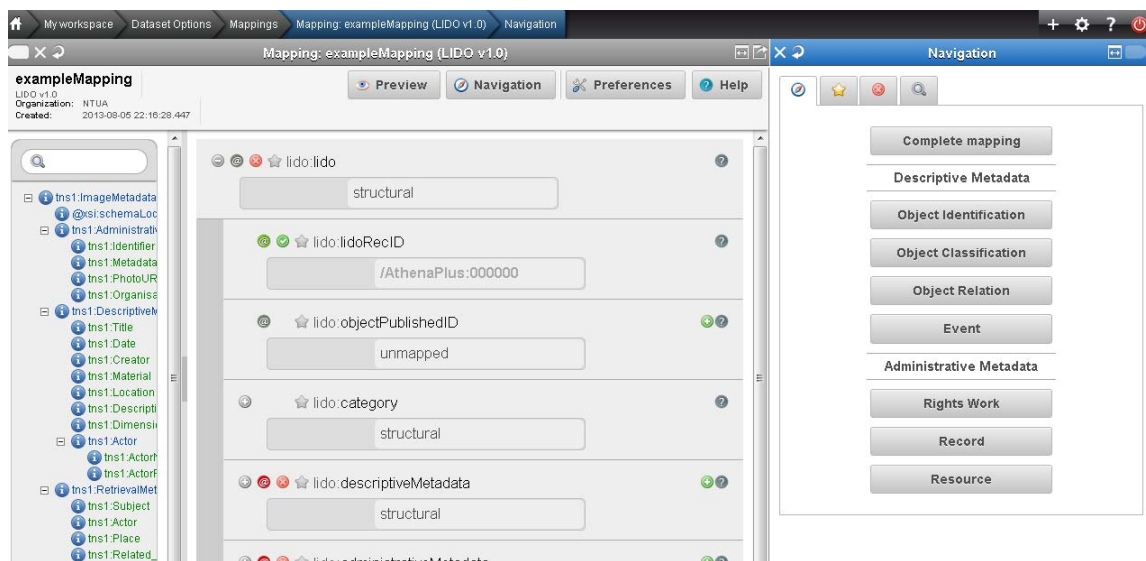 My workspace Dataset Options Mappings Mapping: exampleMapping (LIDO v1.0) Navigation
Mapping: exampleMapping (LIDO v1.0)
exampleMapping
LIDO v1.0
Organization: NTUA
Created: 2013-08-05 22:16:28.447
Preview Navigation Preferences Help
tns1:ImageMetadata
@xsi:schemaLoc
tns1:Administrativ
tns1:Identifier
tns1:Metadata
tns1:PhotoUR
tns1:Organisa
tns1:DescriptiveM
tns1:Title
tns1:Date
tns1:Creator
tns1:Material
tns1:Location
tns1:Descripti
tns1:Dimensi
tns1:Actor
tns1:ActorN
tns1:ActorF
tns1:RetrievalMet
tns1:Subject
tns1:Actor
tns1:Place
tns1:Related_
lido:lido
structural
lido:lidoRecID
/AthenaPlus:000000
lido:objectPublishedID
unmapped
lido:category
structural
lido:descriptiveMetadata
structural
lido:administrativeMetadata
Navigation
Complete mapping
Descriptive Metadata
Object Identification
Object Classification
Object Relation
Event
Administrative Metadata
Rights Work
Record
Resource